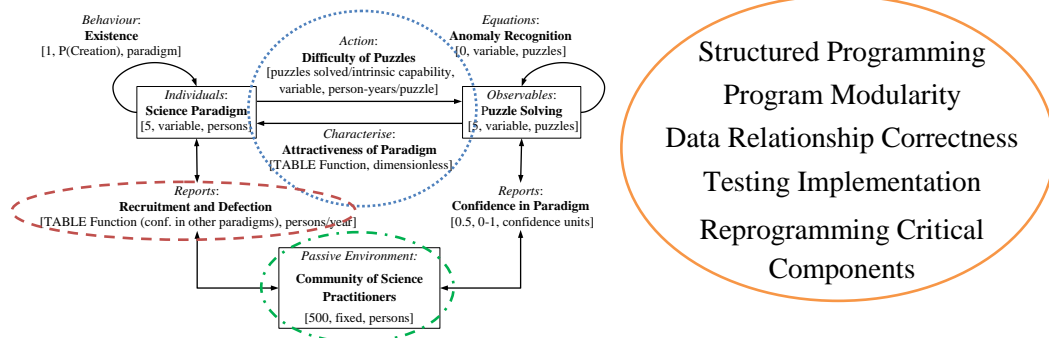 Behaviour:
Existence
[1, P(Creation), paradigm]
Action:
Difficulty of Puzzles
[puzzles solved/intrinsic capability,
variable, person-years/puzzle]
Equations:
Anomaly Recognition
[0, variable, puzzles]
Individuals:
Science Paradigm
[5, variable, persons]
Observables:
Puzzle Solving
[5, variable, puzzles]
Characterise:
Attractiveness of Paradigm
[TABLE Function, dimensionless]
Reports:
Recruitment and Defection
[TABLE Function (conf. in other paradigms), persons/year]
Reports:
Confidence in Paradigm
[0.5, 0-1, confidence units]
Passive Environment:
Community of Science
Practitioners
[500, fixed, persons]
Structured Programming
Program Modularity
Data Relationship Correctness
Testing Implementation
Reprogramming Critical
Components